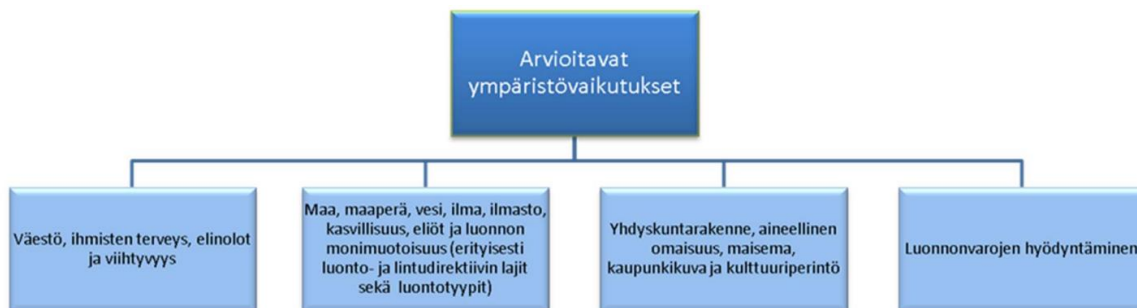 Arvioitavat
ympäristövaikutukset
Väestö, ihmisten terveys, elinolot
ja viihtyvyys
Maa, maaperä, vesi, ilma, ilmasto,
kasvillisuus, eliöt ja luonnon
monimuotoisuus (erityisesti
luonto- ja lintudirektiivin lajit
sekä luontotyypit)
Yhdyskuntarakenne, aineellinen
omaisuus, maisema,
kaupunkikuva ja kulttuuriperintö
Luonnonvarojen hyödyntäminen